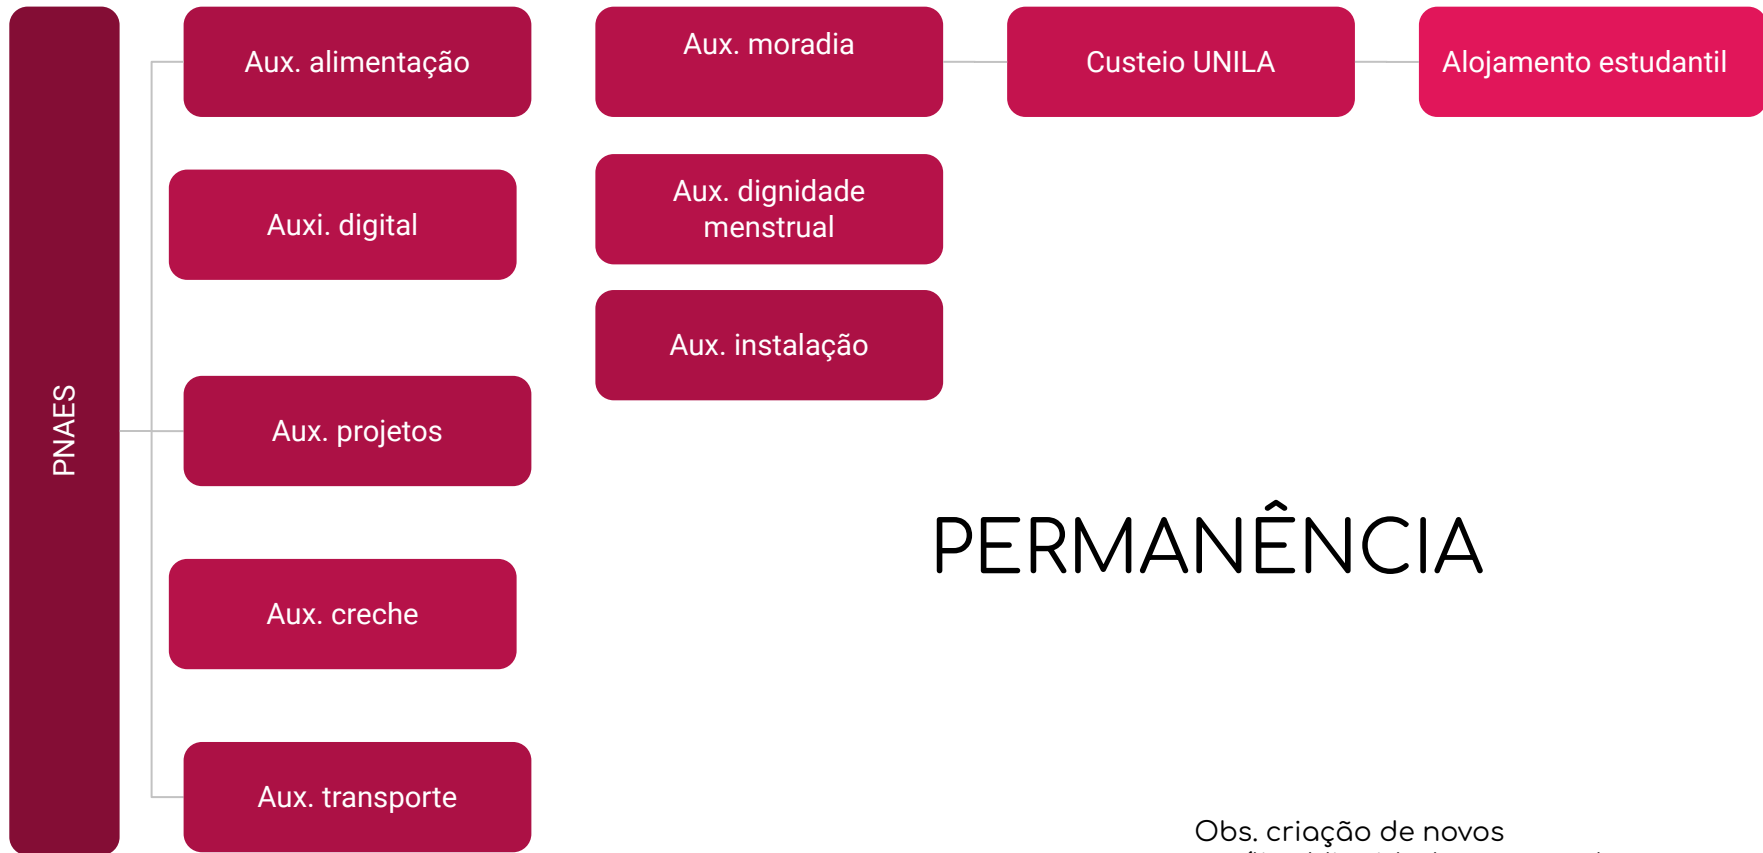 PNAES
Aux. alimentação
Auxi. digital
Aux. projetos
Aux. creche
Aux. transporte
Aux. moradia
Custeio UNILA
Alojamento estudantil
Aux. dignidade
menstrual
Aux. instalação
PERMANÊNCIA
Obs. criação de novos